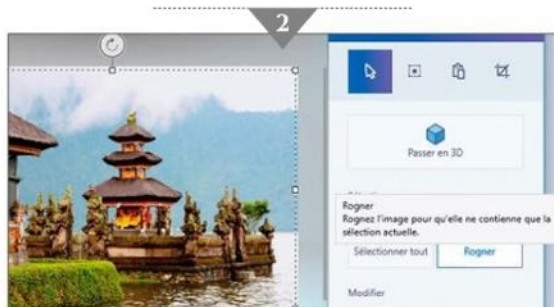 2
Passer en 3D
Rogner
Rognez l'image pour qu'elle ne contienne que la
sélection actuelle.
Sélectionner tout
Rogner
Modifier